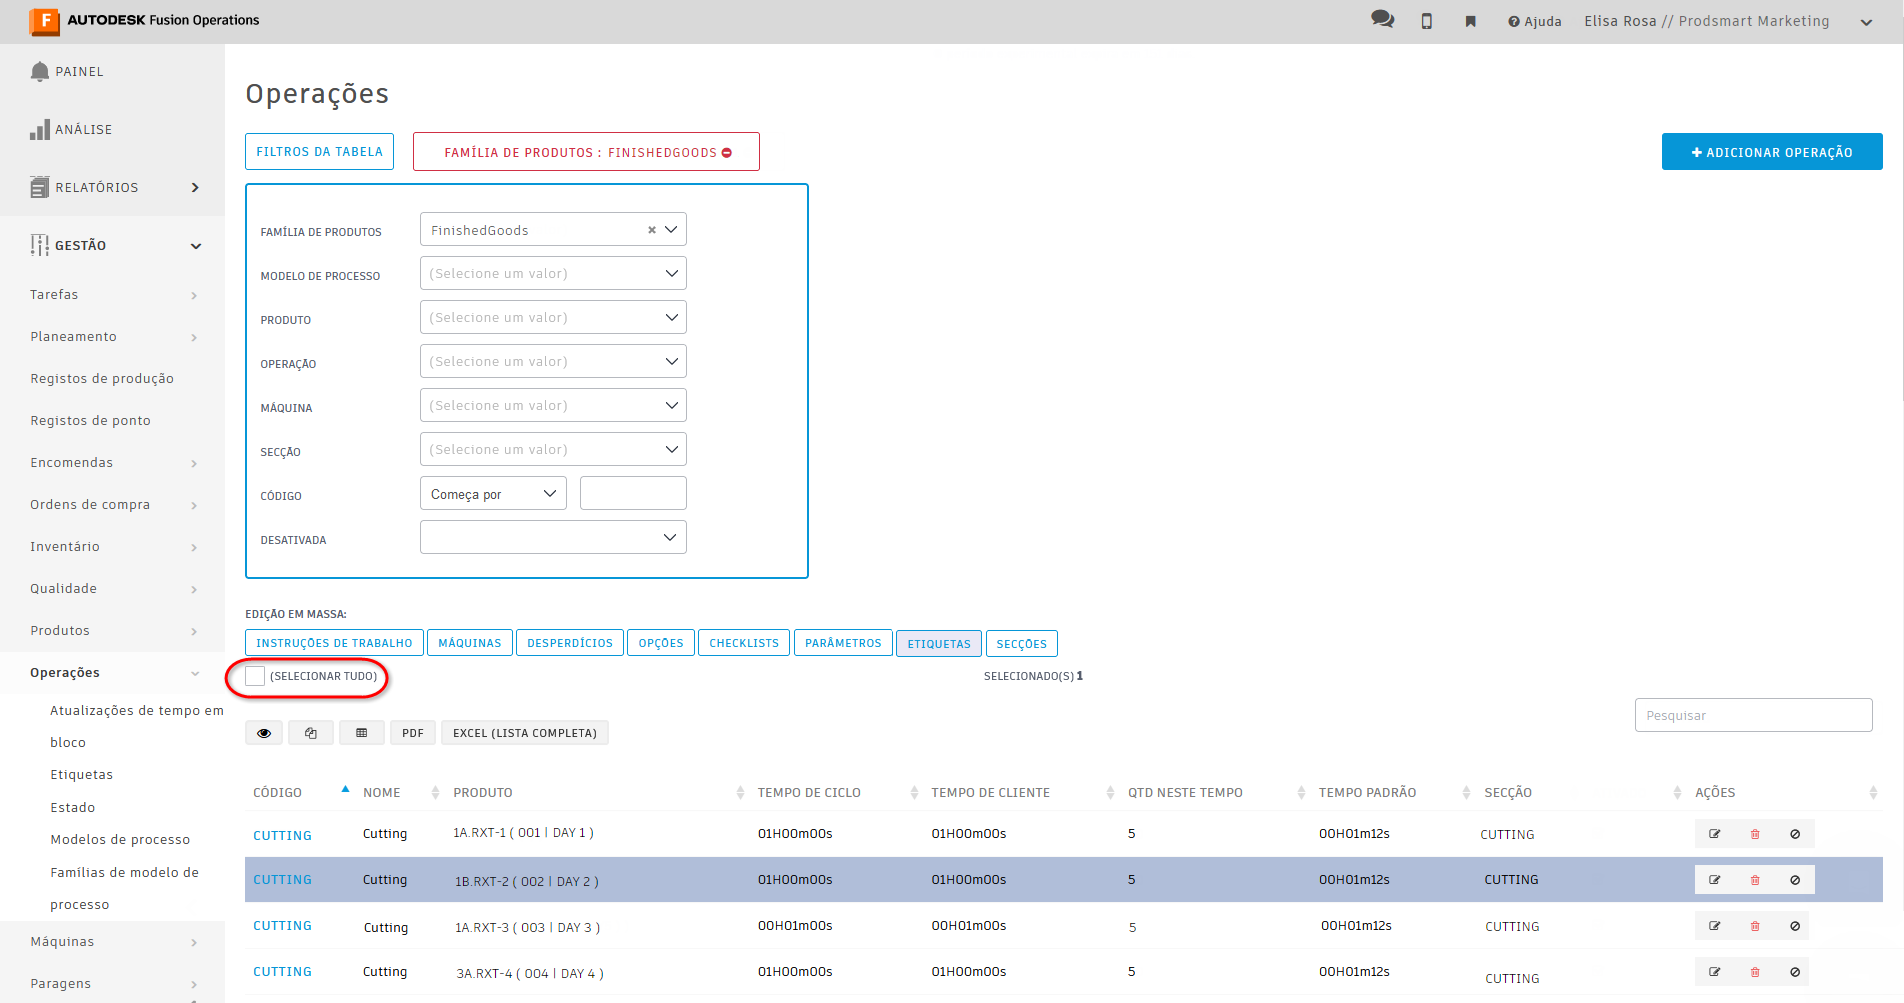 F AUTODESK Fusion Operations
Ajuda
Elisa Rosa // Prodsmart Marketing
PAINEL
ANÁLISE
RELATÓRIOS
GESTÃO
Tarefas
Planeamento
Registos de produção
Registos de ponto
Encomendas
Ordens de compra
Inventário
Qualidade
Produtos
Operações
Atualizações de tempo em
bloco
Etiquetas
Estado
Modelos de processo
Famílias de modelo de
processo
Máquinas
Paragens
Operações
FILTROS DA TABELA
FAMÍLIA DE PRODUTOS : FINISHEDGOODS
+ ADICIONAR OPERAÇÃO
FAMÍLIA DE PRODUTOS FinishedGoods
MODELO DE PROCESSO (Selecione um valor)
PRODUTO (Selecione um valor)
OPERAÇÃO (Selecione um valor)
MÁQUINA (Selecione um valor)
SECÇÃO (Selecione um valor)
CÓDIGO Começa por
DESATIVADA
EDIÇÃO EM MASSA:
INSTRUÇÕES DE TRABALHO MÁQUINAS DESPERDÍCIOS OPÇÕES CHECKLISTS PARÂMETROS ETIQUETAS SECÇÕES
(SELECIONAR TUDO) SELECIONADO(S) 1
Pesquisar
PDF EXCEL (LISTA COMPLETA)
CÓDIGO NOME PRODUTO TEMPO DE CICLO TEMPO DE CLIENTE QTD NESTE TEMPO TEMPO PADRÃO SECÇÃO AÇÕES
CUTTING Cutting 1A.RXT-1 ( 001 | DAY 1 ) 01H00m00s 01H00m00s 5 00H01m12s CUTTING
CUTTING Cutting 1B.RXT-2 ( 002 | DAY 2 ) 01H00m00s 01H00m00s 5 00H01m12s CUTTING
CUTTING Cutting 1A.RXT-3 ( 003 | DAY 3 ) 00H01m00s 01H00m00s 5 00H01m12s CUTTING
CUTTING Cutting 3A.RXT-4 ( 004 | DAY 4 ) 00H01m00s 01H00m00s 5 00H01m12s CUTTING